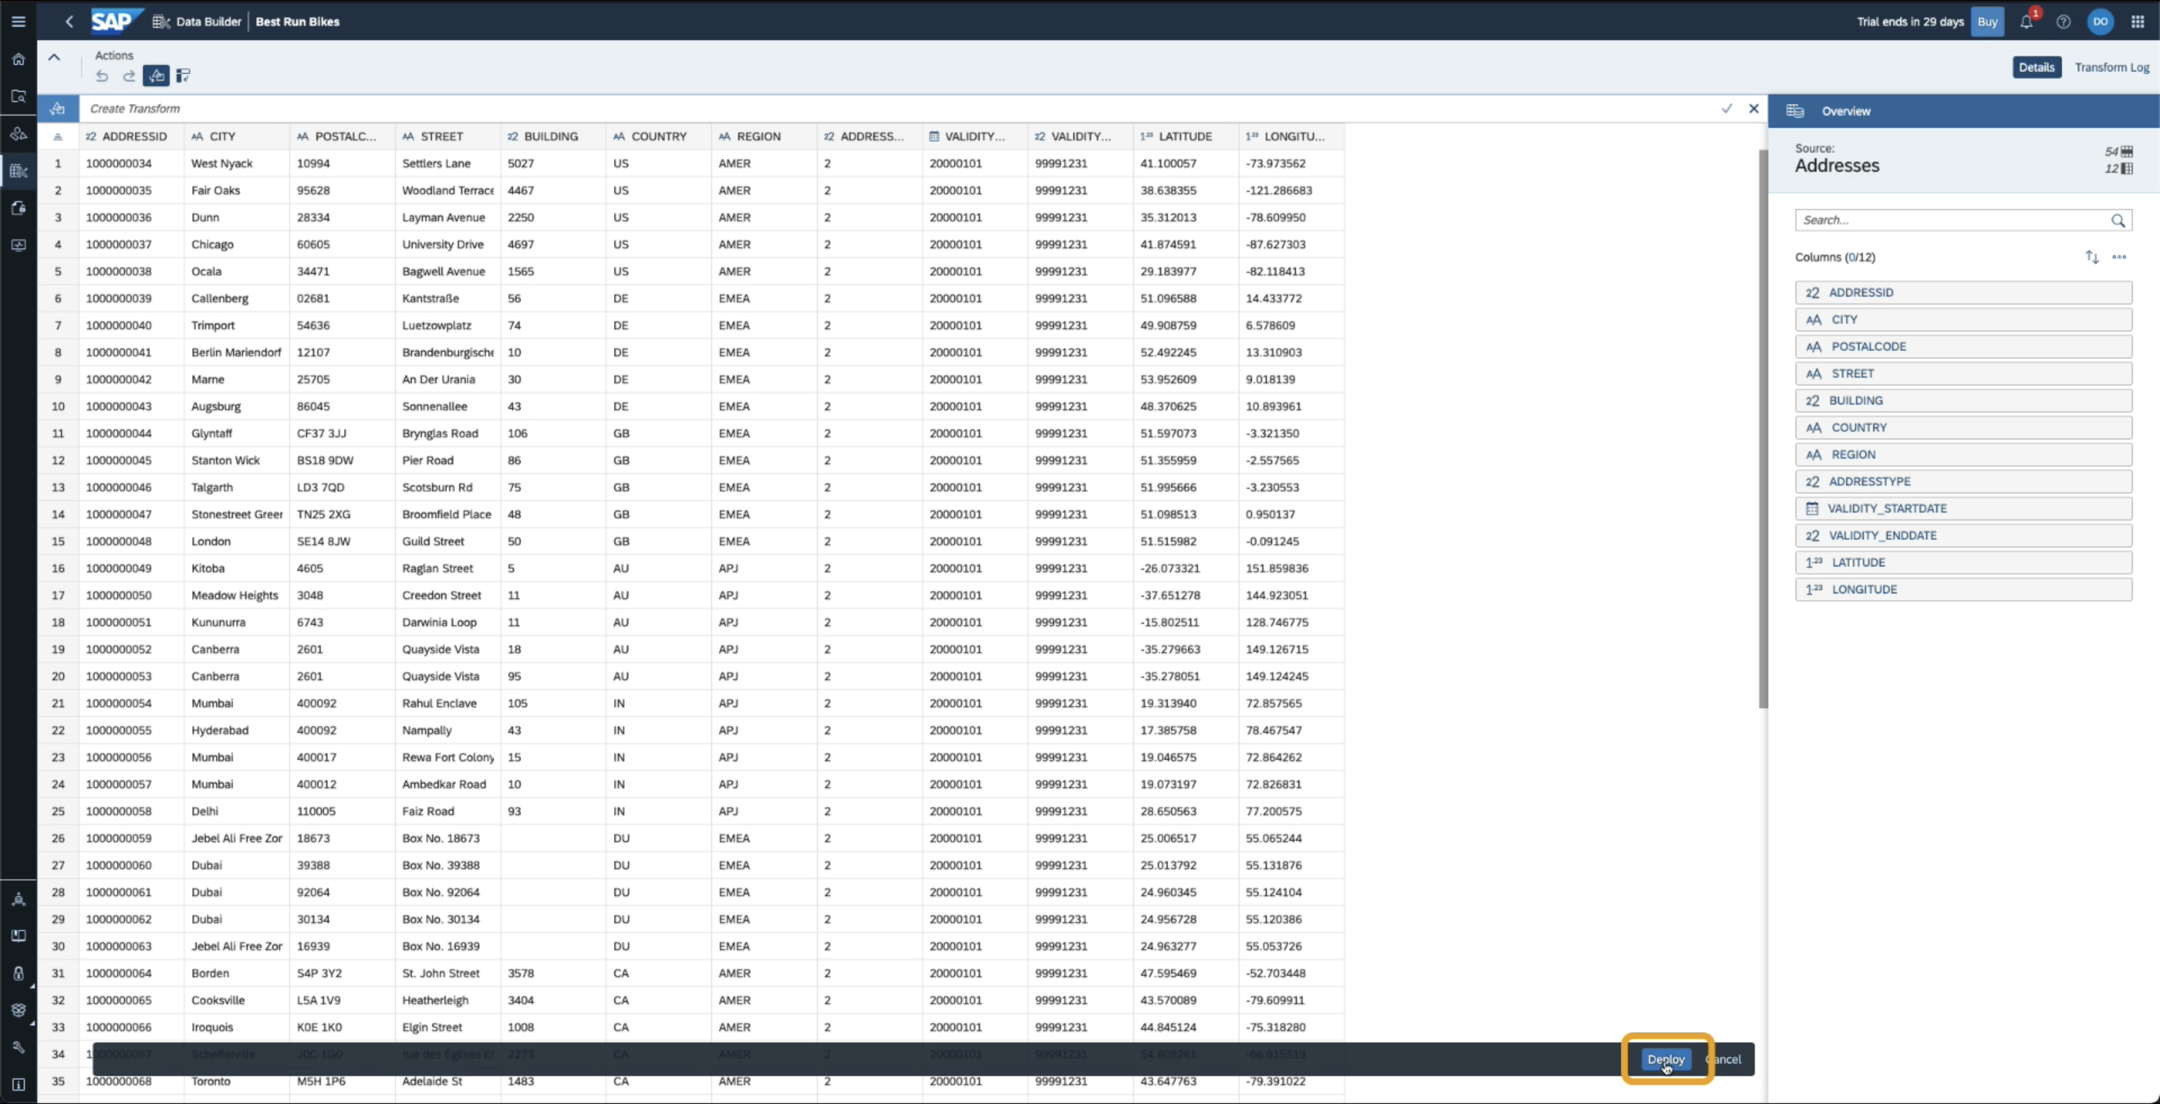 SAP Data Builder Best Run Bikes Trial ends in 29 days Buy 1 DO
Actions
Details Transform Log
Create Transform
Overview
ADDRESSID CITY POSTALC... STREET BUILDING COUNTRY REGION ADDRESS... VALIDITY... VALIDITY... LATITUDE LONGITU...
1 1000000034 West Nyack 10994 Settlers Lane 5027 US AMER 2 20000101 99991231 41.100057 -73.973562
2 1000000035 Fair Oaks 95628 Woodland Terrace 4467 US AMER 2 20000101 99991231 38.638355 -121.286683
3 1000000036 Dunn 28334 Layman Avenue 2250 US AMER 2 20000101 99991231 35.312013 -78.609950
4 1000000037 Chicago 60605 University Drive 4697 US AMER 2 20000101 99991231 41.874591 -87.627303
5 1000000038 Ocala 34471 Bagwell Avenue 1565 US AMER 2 20000101 99991231 29.183977 -82.118413
6 1000000039 Callenberg 02681 Kantstraße 56 DE EMEA 2 20000101 99991231 51.096588 14.433772
7 1000000040 Trimport 54636 Luetzowplatz 74 DE EMEA 2 20000101 99991231 49.908759 6.578609
8 1000000041 Berlin Mariendorf 12107 Brandenburgische 10 DE EMEA 2 20000101 99991231 52.492245 13.310903
9 1000000042 Marne 25705 An Der Urania 30 DE EMEA 2 20000101 99991231 53.952609 9.018139
10 1000000043 Augsburg 86045 Sonnenallee 43 DE EMEA 2 20000101 99991231 48.370625 10.893961
11 1000000044 Glyntaff CF37 3JJ Brynglas Road 106 GB EMEA 2 20000101 99991231 51.597073 -3.321350
12 1000000045 Stanton Wick BS18 9DW Pier Road 86 GB EMEA 2 20000101 99991231 51.355959 -2.557565
13 1000000046 Talgarth LD3 7QD Scotsburn Rd 75 GB EMEA 2 20000101 99991231 51.995666 -3.230553
14 1000000047 Stonestreet Greer TN25 2XG Broomfield Place 48 GB EMEA 2 20000101 99991231 51.098513 0.950137
15 1000000048 London SE14 8JW Guild Street 50 GB EMEA 2 20000101 99991231 51.515982 -0.091245
16 1000000049 Kitoba 4605 Raglan Street 5 AU APJ 2 20000101 99991231 -26.073321 151.859836
17 1000000050 Meadow Heights 3048 Creedon Street 11 AU APJ 2 20000101 99991231 -37.651278 144.923051
18 1000000051 Kununurra 6743 Darwinia Loop 11 AU APJ 2 20000101 99991231 -15.802511 128.746775
19 1000000052 Canberra 2601 Quayside Vista 18 AU APJ 2 20000101 99991231 -35.279663 149.126715
20 1000000053 Canberra 2601 Quayside Vista 95 AU APJ 2 20000101 99991231 -35.278051 149.124245
21 1000000054 Mumbai 400092 Rahul Enclave 105 IN APJ 2 20000101 99991231 19.313940 72.857565
22 1000000055 Hyderabad 400092 Nampally 43 IN APJ 2 20000101 99991231 17.385758 78.467547
23 1000000056 Mumbai 400017 Rewa Fort Colony 15 IN APJ 2 20000101 99991231 19.046575 72.864262
24 1000000057 Mumbai 400012 Ambedkar Road 10 IN APJ 2 20000101 99991231 19.073197 72.826831
25 1000000058 Delhi 110005 Faiz Road 93 IN APJ 2 20000101 99991231 28.650563 77.200575
26 1000000059 Jebel Ali Free Zor 18673 Box No. 18673 DU EMEA 2 20000101 99991231 25.006517 55.065244
27 1000000060 Dubai 39388 Box No. 39388 DU EMEA 2 20000101 99991231 25.013792 55.131876
28 1000000061 Dubai 92064 Box No. 92064 DU EMEA 2 20000101 99991231 24.960345 55.124104
29 1000000062 Dubai 30134 Box No. 30134 DU EMEA 2 20000101 99991231 24.956728 55.120386
30 1000000063 Jebel Ali Free Zor 16939 Box No. 16939 DU EMEA 2 20000101 99991231 24.963277 55.053726
31 1000000064 Borden S4P 3Y2 St. John Street 3578 CA AMER 2 20000101 99991231 47.595469 -52.703448
32 1000000065 Cooksville L5A 1V9 Heatherleigh 3404 CA AMER 2 20000101 99991231 43.570089 -79.609911
33 1000000066 Iroquois K0E 1K0 Elgin Street 1008 CA AMER 2 20000101 99991231 44.845124 -75.318280
34 1000000067 Schefferville J0C 1G0 rue des Églises Es 2273 CA AMER 2 20000101 99991231
Deploy Cancel
35 1000000068 Toronto M5H 1P6 Adelaide St 1483 CA AMER 2 20000101 99991231 43.647763 -79.391022
Source:
Addresses
54
12
Search...
Columns (0/12)
ADDRESSID
CITY
POSTALCODE
STREET
BUILDING
COUNTRY
REGION
ADDRESSTYPE
VALIDITY_STARTDATE
VALIDITY_ENDDATE
LATITUDE
LONGITUDE